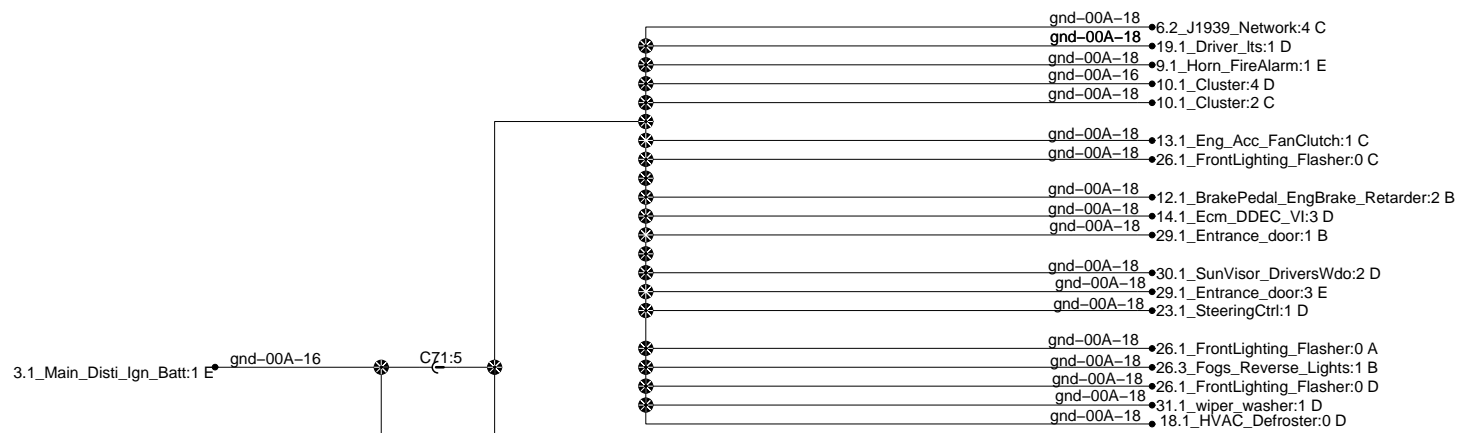 gnd-00A-18
6.2_J1939_Network:4 C
gnd-00A-18
19.1_Driver_lts:1 D
gnd-00A-18
9.1_Horn_FireAlarm:1 E
gnd-00A-16
10.1_Cluster:4 D
gnd-00A-18
10.1_Cluster:2 C
gnd-00A-18
13.1_Eng_Acc_FanClutch:1 C
gnd-00A-18
26.1_FrontLighting_Flasher:0 C
gnd-00A-18
12.1_BrakePedal_EngBrake_Retarder:2 B
gnd-00A-18
14.1_Ecm_DDEC_VI:3 D
gnd-00A-18
29.1_Entrance_door:1 B
gnd-00A-18
30.1_SunVisor_DriversWdo:2 D
gnd-00A-18
29.1_Entrance_door:3 E
gnd-00A-18
23.1_SteeringCtrl:1 D
gnd-00A-18
26.1_FrontLighting_Flasher:0 A
gnd-00A-18
26.3_Fogs_Reverse_Lights:1 B
gnd-00A-18
26.1_FrontLighting_Flasher:0 D
gnd-00A-18
31.1_wiper_washer:1 D
gnd-00A-18
18.1_HVAC_Defroster:0 D
3.1_Main_Disti_Ign_Batt:1 E
gnd-00A-16
C71:5